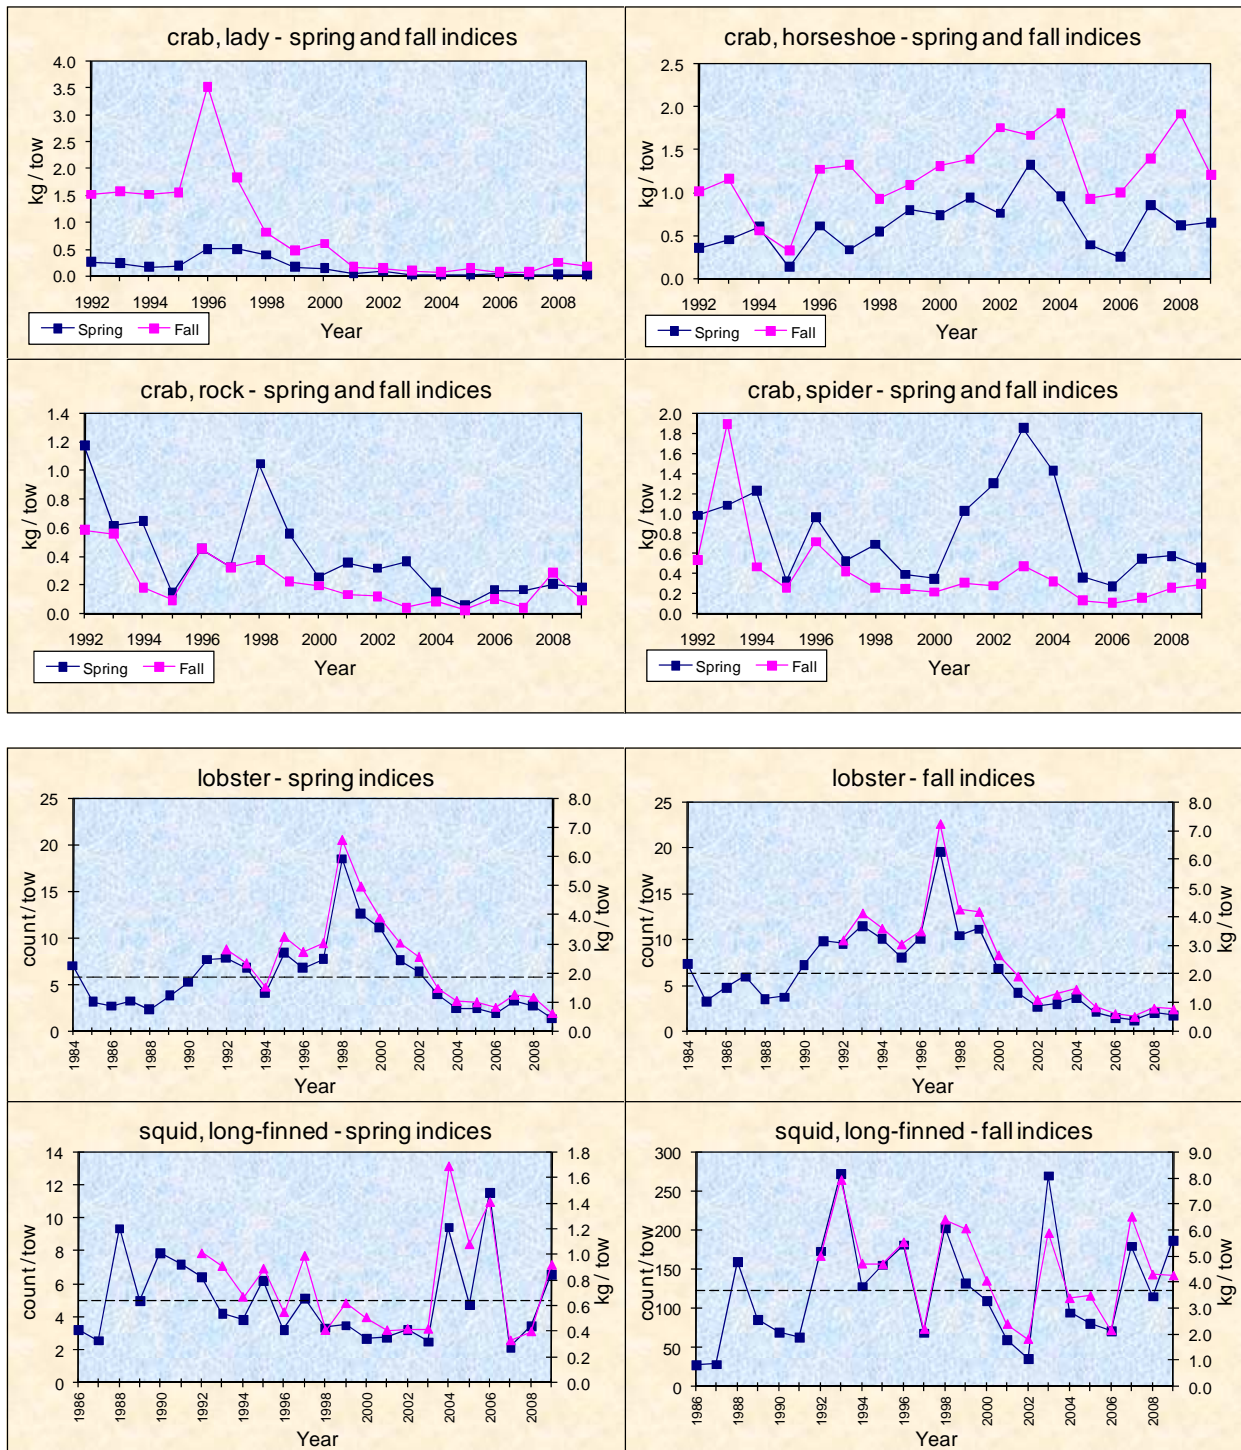 crab, lady - spring and fall indices
4.0
3.5
3.0
2.5
2.0
1.5
1.0
0.5
0.0
kg / tow
1992 1994 1996 1998 2000 2002 2004 2006 2008
Year
Spring Fall
crab, horseshoe - spring and fall indices
2.5
2.0
1.5
1.0
0.5
0.0
kg / tow
1992 1994 1996 1998 2000 2002 2004 2006 2008
Year
Spring Fall
crab, rock - spring and fall indices
1.4
1.2
1.0
0.8
0.6
0.4
0.2
0.0
kg / tow
1992 1994 1996 1998 2000 2002 2004 2006 2008
Year
Spring Fall
crab, spider - spring and fall indices
2.0
1.8
1.6
1.4
1.2
1.0
0.8
0.6
0.4
0.2
0.0
kg / tow
1992 1994 1996 1998 2000 2002 2004 2006 2008
Year
Spring Fall
lobster - spring indices
25
20
15
10
5
0
count / tow
8.0
7.0
6.0
5.0
4.0
3.0
2.0
1.0
0.0
kg / tow
1984 1986 1988 1990 1992 1994 1996 1998 2000 2002 2004 2006 2008
Year
lobster - fall indices
25
20
15
10
5
0
count / tow
8.0
7.0
6.0
5.0
4.0
3.0
2.0
1.0
0.0
kg / tow
1984 1986 1988 1990 1992 1994 1996 1998 2000 2002 2004 2006 2008
Year
squid, long-finned - spring indices
14
12
10
8
6
4
2
0
count / tow
1.8
1.6
1.4
1.2
1.0
0.8
0.6
0.4
0.2
0.0
kg / tow
1986 1988 1990 1992 1994 1996 1998 2000 2002 2004 2006 2008
Year
squid, long-finned - fall indices
300
250
200
150
100
50
0
count / tow
9.0
8.0
7.0
6.0
5.0
4.0
3.0
2.0
1.0
0.0
kg / tow
1986 1988 1990 1992 1994 1996 1998 2000 2002 2004 2006 2008
Year